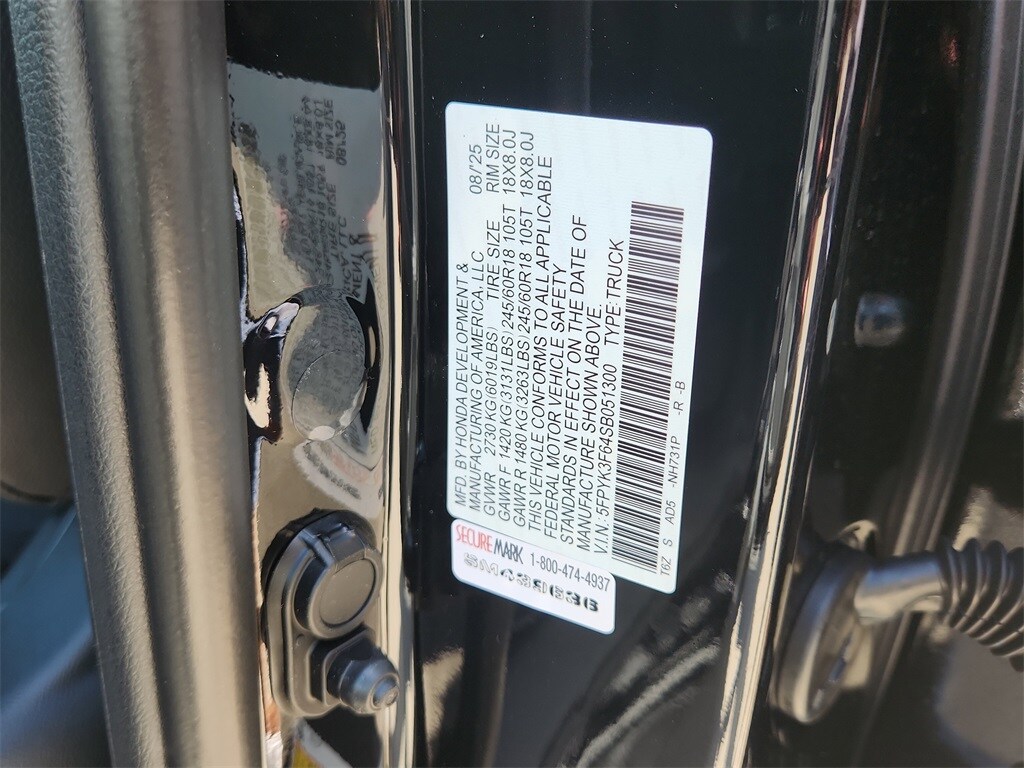 MFD. BY HONDA DEVELOPMENT &
MANUFACTURING OF AMERICA, LLC 08/'25
GVWR 2730 KG(6019LBS) TIRE SIZE RIM SIZE
GAWR F 1420 KG(3131LBS) 245/60R18 105T 18X8.0J
GAWR R 1480 KG(3263LBS) 245/60R18 105T 18X8.0J
THIS VEHICLE CONFORMS TO ALL APPLICABLE
FEDERAL MOTOR VEHICLE SAFETY
STANDARDS IN EFFECT ON THE DATE OF
MANUFACTURE SHOWN ABOVE.
V.I.N: 5FPYK3F64SB051300 TYPE: TRUCK
T6Z S AD5 -NH731P -R -B
SECUREMARK 1-800-474-4937